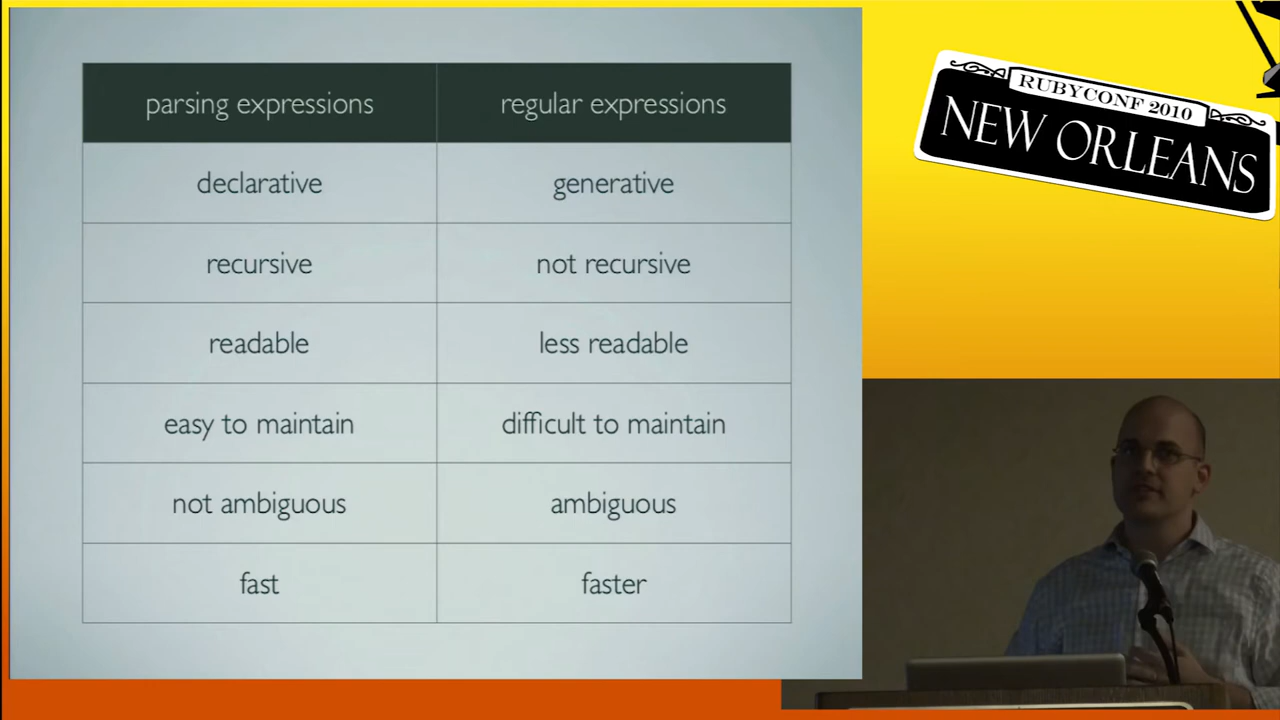 parsing expressions regular expressions
declarative generative
recursive not recursive
readable less readable
easy to maintain difficult to maintain
not ambiguous ambiguous
fast faster
RUBYCONF 2010
NEW ORLEANS